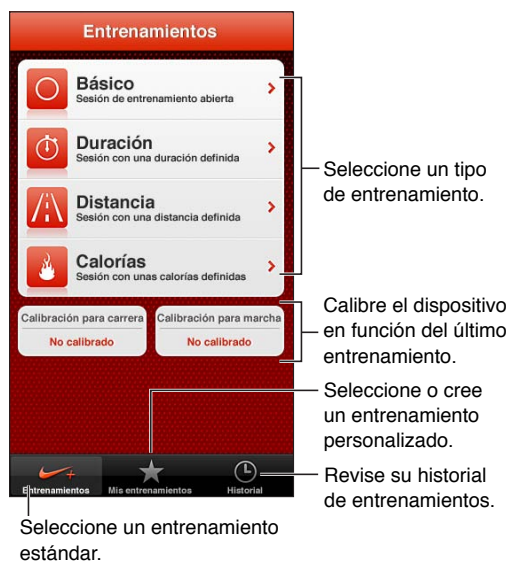 Entrenamientos
Básico
Sesión de entrenamiento abierta
Duración
Sesión con una duración definida
Distancia
Sesión con una distancia definida
Calorías
Sesión con unas calorías definidas
Calibración para carrera
No calibrado
Calibración para marcha
No calibrado
Entrenamientos
Mis entrenamientos
Historial
Seleccione un tipo
de entrenamiento.
Calibre el dispositivo
en función del último
entrenamiento.
Seleccione o cree
un entrenamiento
personalizado.
Revise su historial
de entrenamientos.
Seleccione un entrenamiento
estándar.